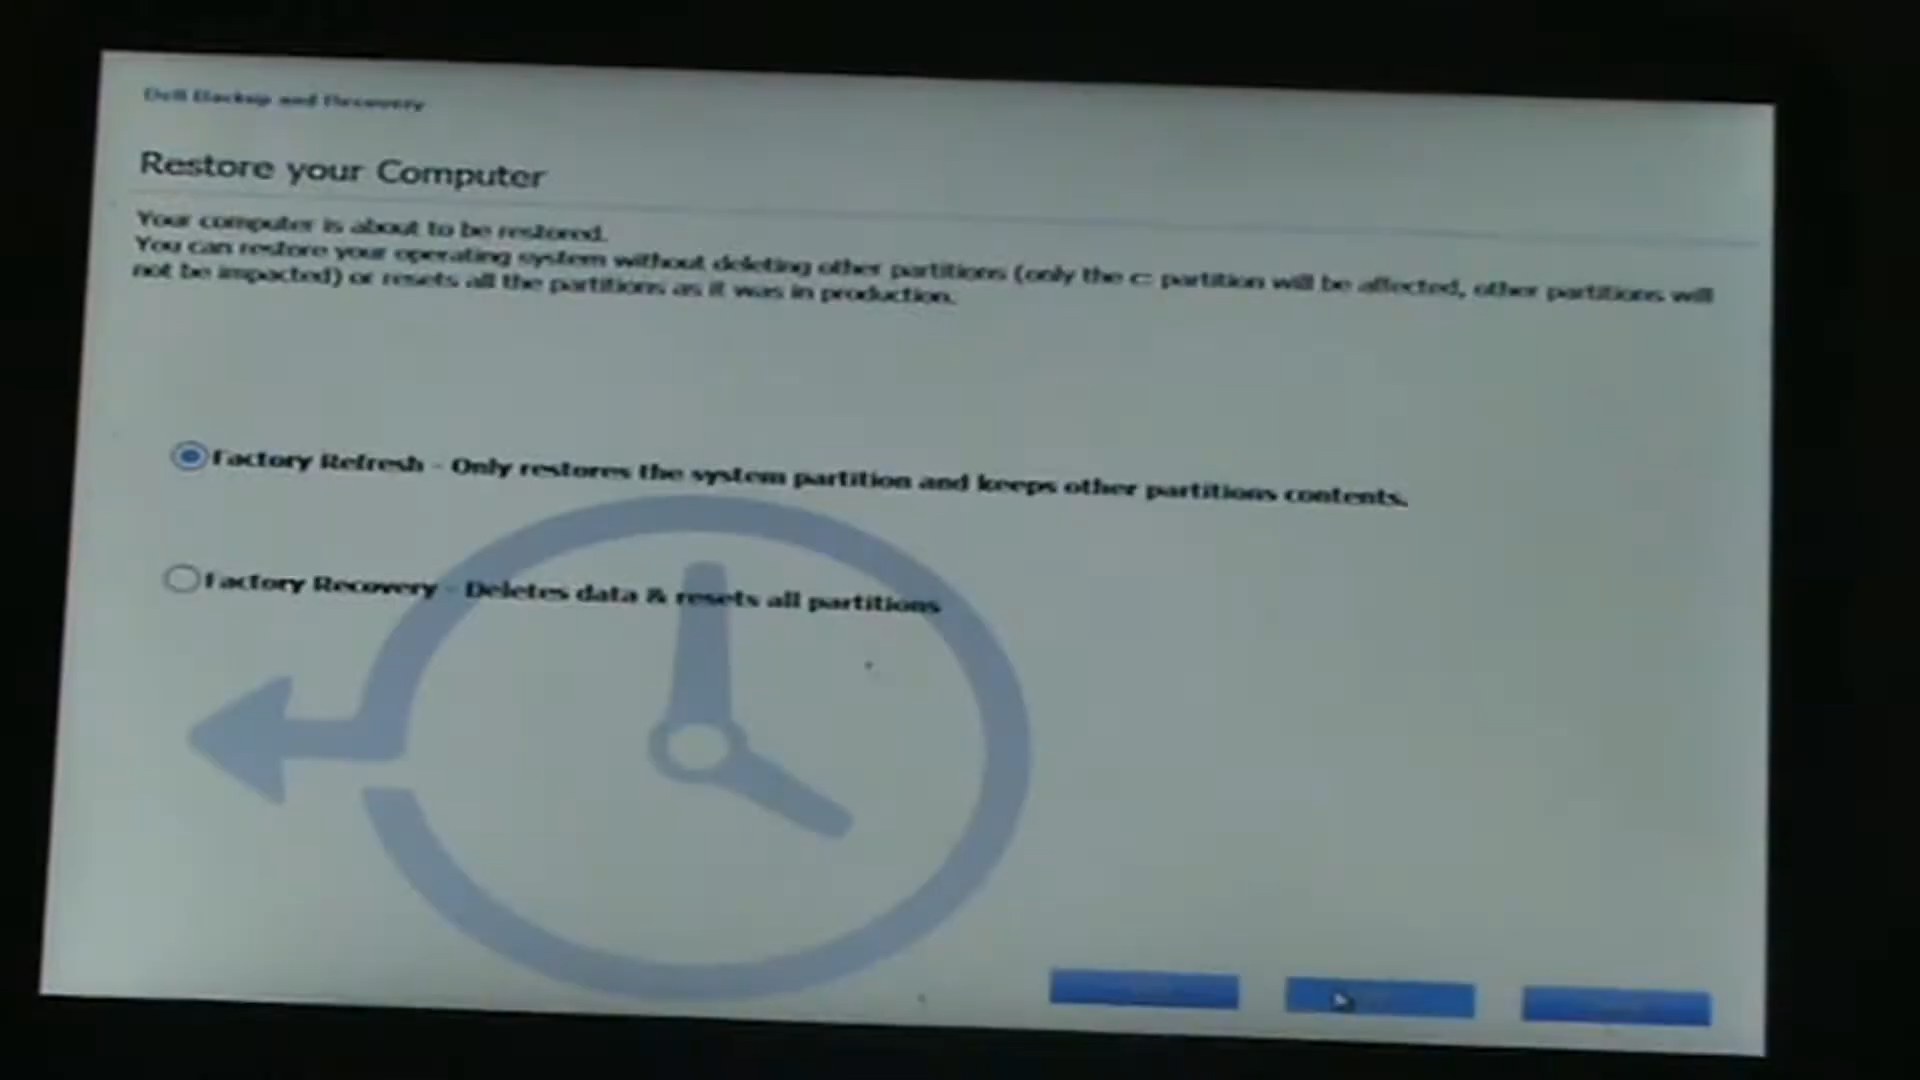 Dell Backup and Recovery
Restore your Computer
Your computer is about to be restored.
You can restore your operating system without deleting other partitions (only the c: partition will be affected, other partitions will
not be impacted) or resets all the partitions as it was in production.
Factory Refresh - Only restores the system partition and keeps other partitions contents.
Factory Recovery - Deletes data & resets all partitions